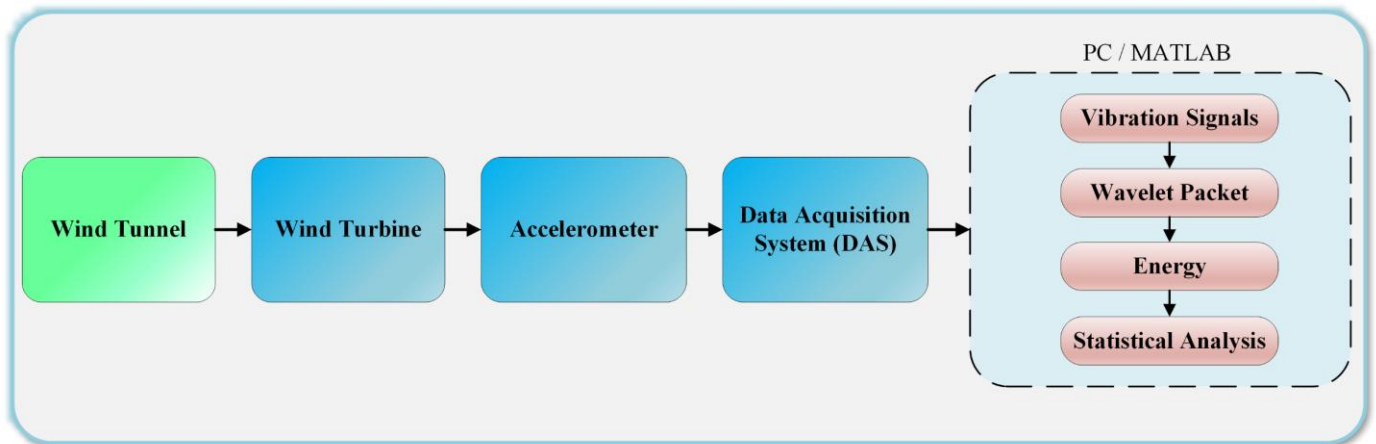 PC / MATLAB
Wind Tunnel
Wind Turbine
Accelerometer
Data Acquisition
System (DAS)
Vibration Signals
Wavelet Packet
Energy
Statistical Analysis